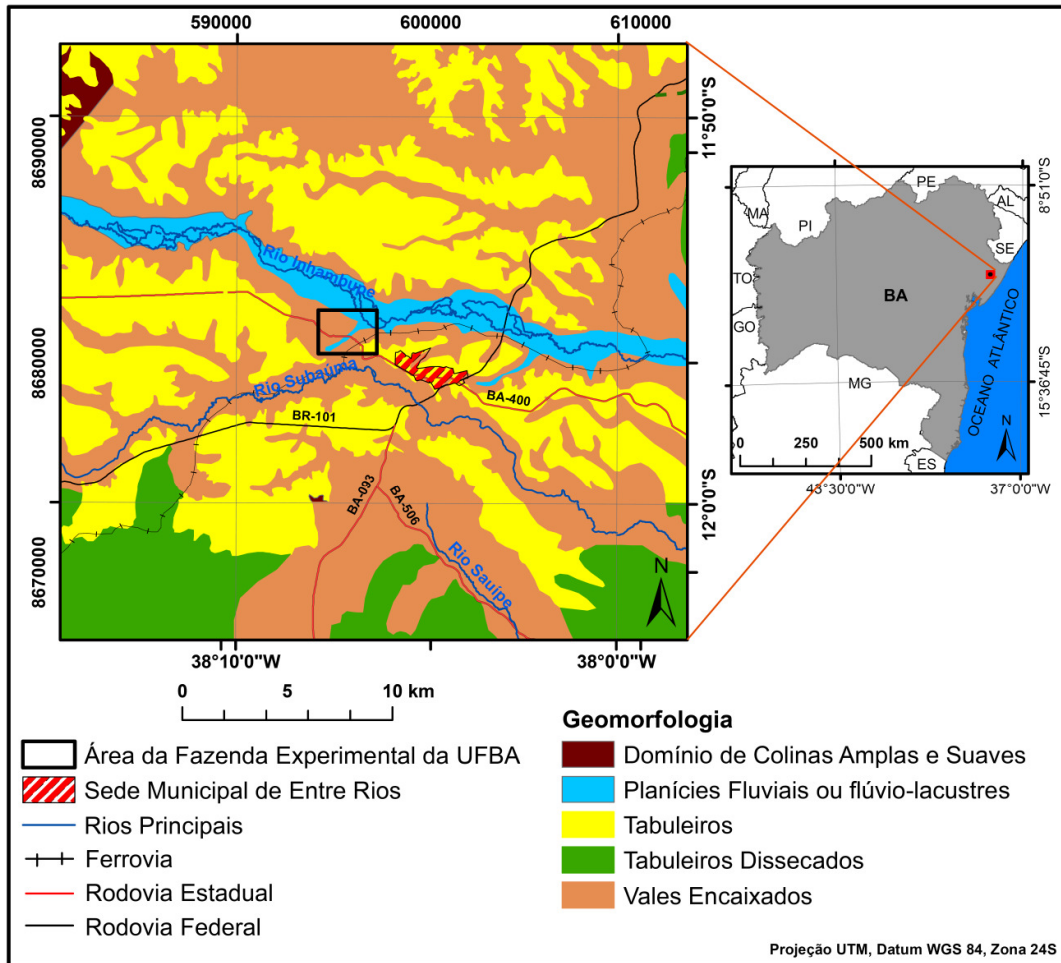 590000
600000
610000
8690000
8680000
8670000
11°50'0"S
12°0'0"S
38°10'0"W
38°0'0"W
Rio Inhambupe
Rio Subaúma
BR-101
BA-400
BA-093
BA-506
Rio Sauípe
N
0 5 10 km
PE
AL
SE
MA
PI
TO
BA
GO
MG
ES
OCEANO ATLÂNTICO
8°51'0"S
15°36'45"S
0 250 500 km
N
43°30'0"W
37°0'0"W
Área da Fazenda Experimental da UFBA
Sede Municipal de Entre Rios
Rios Principais
Ferrovia
Rodovia Estadual
Rodovia Federal
Geomorfologia
Domínio de Colinas Amplas e Suaves
Planícies Fluviais ou flúvio-lacustres
Tabuleiros
Tabuleiros Dissecados
Vales Encaixados
Projeção UTM, Datum WGS 84, Zona 24S